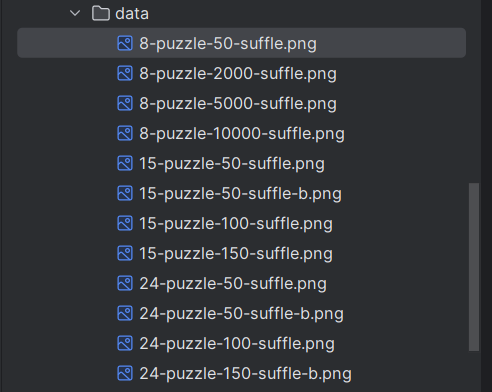 data
8-puzzle-50-suffle.png
8-puzzle-2000-suffle.png
8-puzzle-5000-suffle.png
8-puzzle-10000-suffle.png
15-puzzle-50-suffle.png
15-puzzle-50-suffle-b.png
15-puzzle-100-suffle.png
15-puzzle-150-suffle.png
24-puzzle-50-suffle.png
24-puzzle-50-suffle-b.png
24-puzzle-100-suffle.png
24-puzzle-150-suffle-b.png